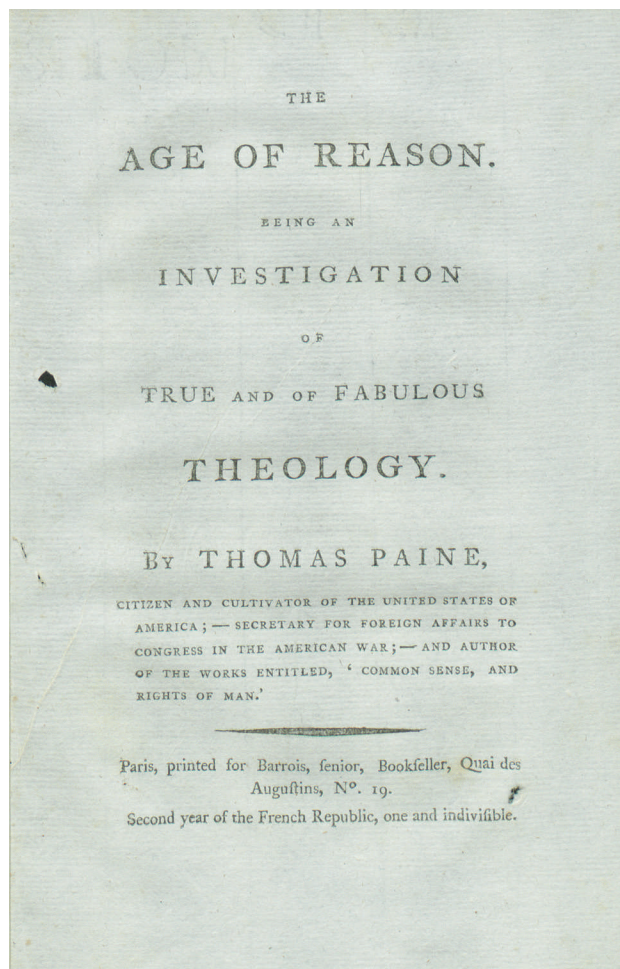 THE
AGE OF REASON.
BEING AN
INVESTIGATION
OF
TRUE AND OF FABULOUS
THEOLOGY.
By THOMAS PAINE,
CITIZEN AND CULTIVATOR OF THE UNITED STATES OF
AMERICA; — SECRETARY FOR FOREIGN AFFAIRS TO
CONGRESS IN THE AMERICAN WAR; — AND AUTHOR
OF THE WORKS ENTITLED, ‘ COMMON SENSE, AND
RIGHTS OF MAN.’
Paris, printed for Barrois, ſenior, Bookſeller, Quai des
Auguſtins, Nº. 19.
Second year of the French Republic, one and indiviſible.